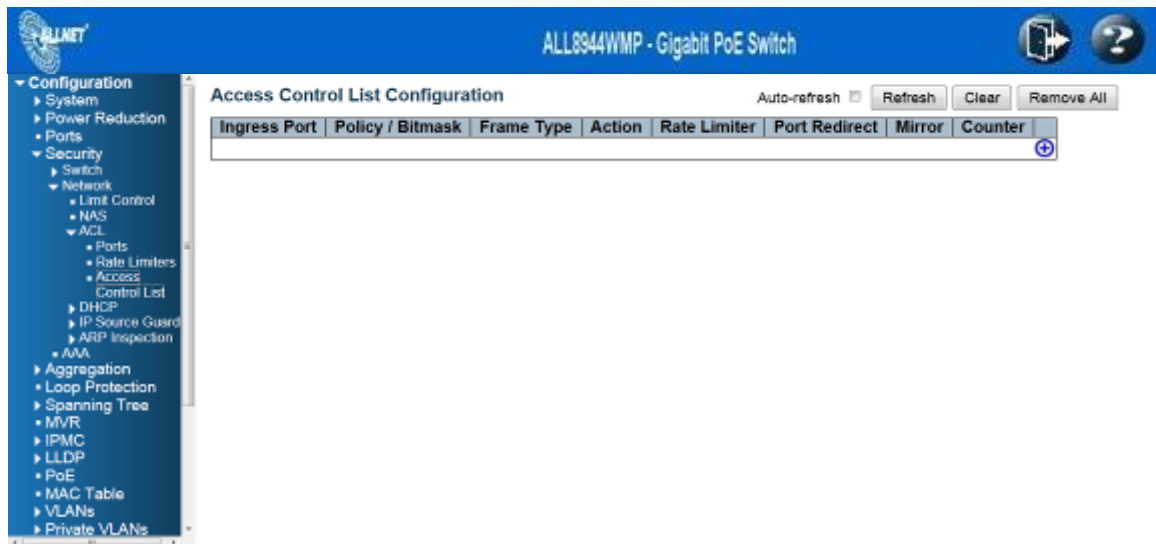 ALLNET
ALL8944WMP - Gigabit PoE Switch
?
Configuration
System
Power Reduction
Ports
Security
Switch
Network
Limit Control
NAS
ACL
Ports
Rate Limiters
Access
Control List
DHCP
IP Source Guard
ARP Inspection
AAA
Aggregation
Loop Protection
Spanning Tree
MVR
IPMC
LLDP
PoE
MAC Table
VLANs
Private VLANs
Access Control List Configuration
Auto-refresh Refresh Clear Remove All
Ingress Port Policy / Bitmask Frame Type Action Rate Limiter Port Redirect Mirror Counter